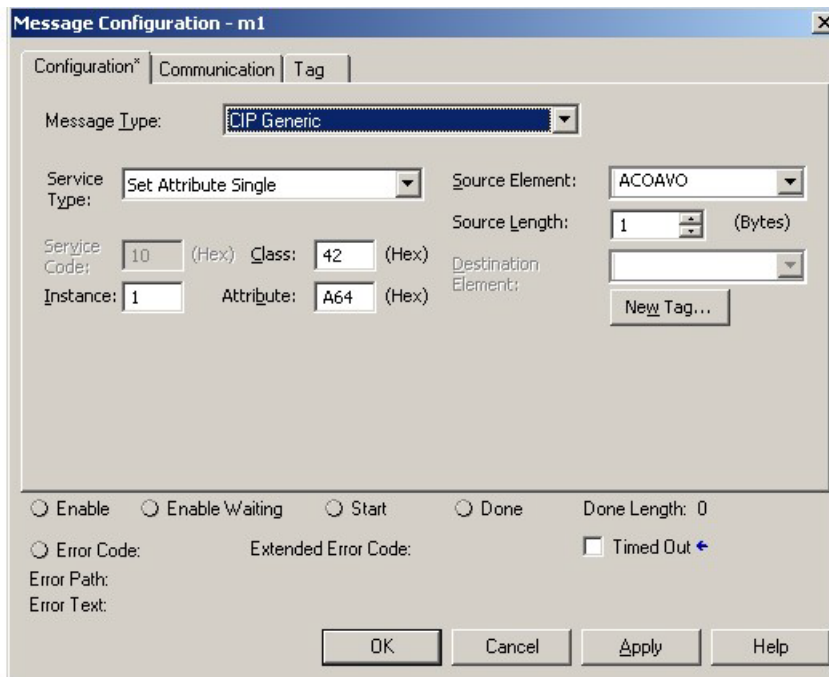 Message Configuration - m1
Configuration* Communication Tag
Message Type: CIP Generic
Service Type: Set Attribute Single
Source Element: ACOAVO
Source Length: 1 (Bytes)
Service Code: 10 (Hex) Class: 42 (Hex)
Destination Element:
Instance: 1 Attribute: A64 (Hex)
New Tag...
Enable Enable Waiting Start Done Done Length: 0
Error Code: Extended Error Code: Timed Out
Error Path:
Error Text:
OK Cancel Apply Help